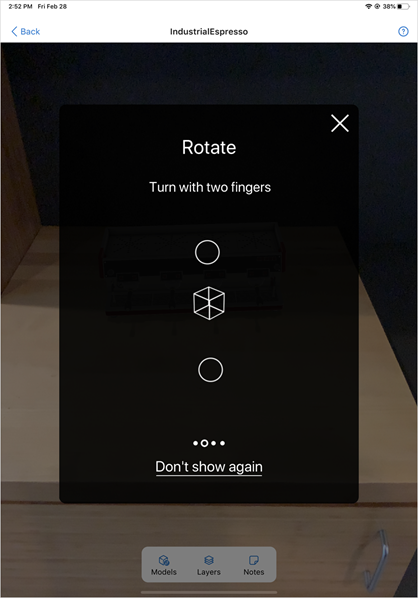 2:52 PM Fri Feb 28 38%
Back IndustrialEspresso ?
Rotate
Turn with two fingers
Don't show again
Models Layers Notes